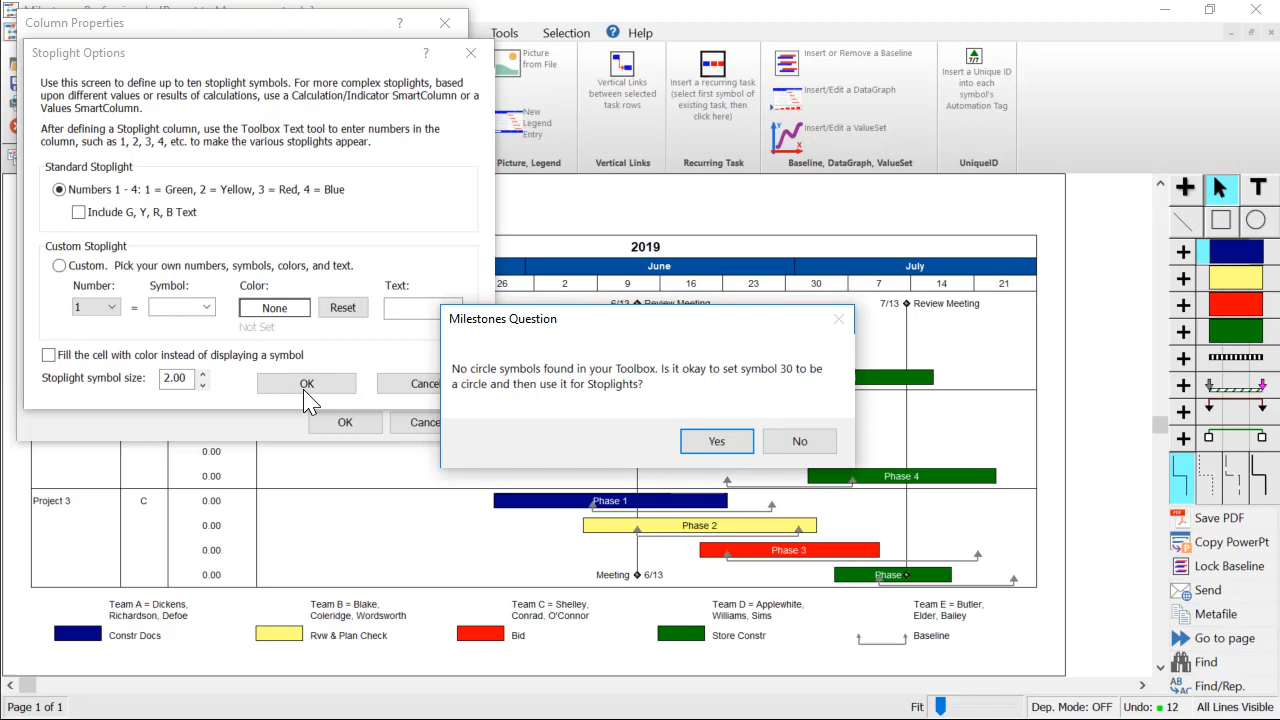 Column Properties
?
Stoplight Options
?
Use this screen to define up to ten stoplight symbols. For more complex stoplights, based
upon different values or results of calculations, use a Calculation/Indicator SmartColumn or a
Values SmartColumn.
After defining a Stoplight column, use the Toolbox Text tool to enter numbers in the
column, such as 1, 2, 3, 4, etc. to make the various stoplights appear.
Standard Stoplight
Numbers 1 - 4: 1 = Green, 2 = Yellow, 3 = Red, 4 = Blue
Include G, Y, R, B Text
Custom Stoplight
Custom. Pick your own numbers, symbols, colors, and text.
Number:
Symbol:
Color:
Text:
1
=
None
Reset
Not Set
Fill the cell with color instead of displaying a symbol
Stoplight symbol size:
2.00
OK
Cancel
OK
Cancel
Tools
Selection
Help
Picture
from File
New
Legend
Entry
Picture, Legend
Vertical Links
between selected
task rows
Vertical Links
Insert a recurring task
(select first symbol of
existing task, then
click here)
Recurring Task
Insert or Remove a Baseline
Insert/Edit a DataGraph
Insert/Edit a ValueSet
Baseline, DataGraph, ValueSet
7/7
Insert a Unique ID
into each
symbol's
Automation Tag
UniqueID
2019
June
July
26
2
9
16
23
30
7
14
21
6/13
Review Meeting
7/13
Review Meeting
Milestones Question
No circle symbols found in your Toolbox. Is it okay to set symbol 30 to be
a circle and then use it for Stoplights?
Yes
No
0.00
0.00
Phase 4
Project 3
C
0.00
Phase 1
0.00
Phase 2
0.00
Phase 3
0.00
Meeting
6/13
Phase
Team A = Dickens,
Richardson, Defoe
Team B = Blake,
Coleridge, Wordsworth
Team C = Shelley,
Conrad, O'Connor
Team D = Applewhite,
Williams, Sims
Team E = Butler,
Elder, Bailey
Constr Docs
Rvw & Plan Check
Bid
Store Constr
Baseline
T
Save PDF
Copy PowerPt
Lock Baseline
Send
Metafile
Go to page
Find
Find/Rep.
Page 1 of 1
Fit
Dep. Mode: OFF
Undo:
12
All Lines Visible